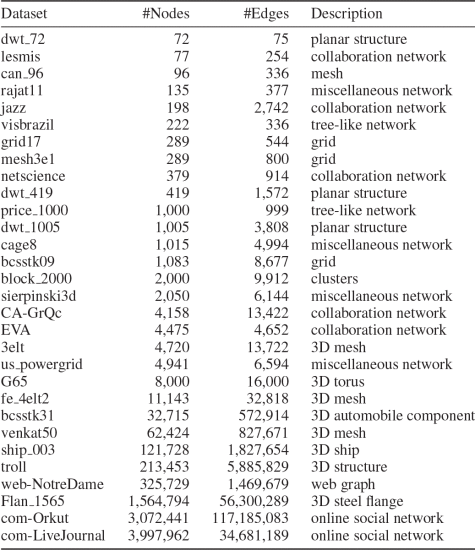 Dataset #Nodes #Edges Description
dwt_72 72 75 planar structure
lesmis 77 254 collaboration network
can_96 96 336 mesh
rajat11 135 377 miscellaneous network
jazz 198 2,742 collaboration network
visbrazil 222 336 tree-like network
grid17 289 544 grid
mesh3e1 289 800 grid
netscience 379 914 collaboration network
dwt_419 419 1,572 planar structure
price_1000 1,000 999 tree-like network
dwt_1005 1,005 3,808 planar structure
cage8 1,015 4,994 miscellaneous network
bcsstk09 1,083 8,677 grid
block_2000 2,000 9,912 clusters
sierpinski3d 2,050 6,144 miscellaneous network
CA-GrQc 4,158 13,422 collaboration network
EVA 4,475 4,652 collaboration network
3elt 4,720 13,722 3D mesh
us_powergrid 4,941 6,594 miscellaneous network
G65 8,000 16,000 3D torus
fe_4elt2 11,143 32,818 3D mesh
bcsstk31 32,715 572,914 3D automobile component
venkat50 62,424 827,671 3D mesh
ship_003 121,728 1,827,654 3D ship
troll 213,453 5,885,829 3D structure
web-NotreDame 325,729 1,469,679 web graph
Flan_1565 1,564,794 56,300,289 3D steel flange
com-Orkut 3,072,441 117,185,083 online social network
com-LiveJournal 3,997,962 34,681,189 online social network